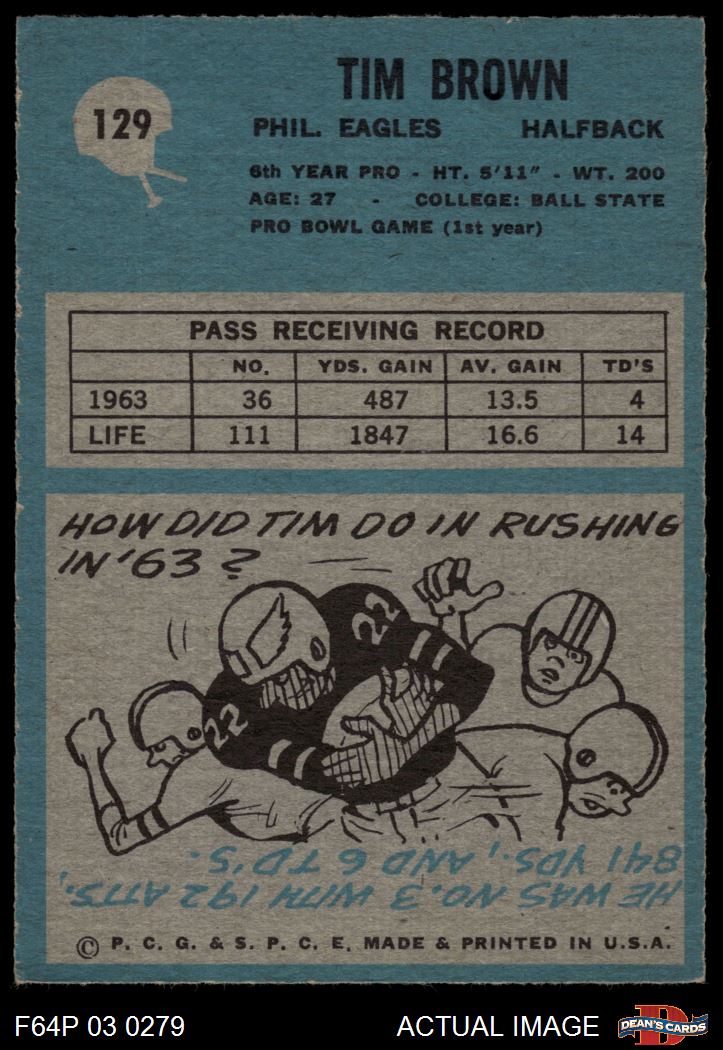 129
TIM BROWN
PHIL. EAGLES HALFBACK
6th YEAR PRO - HT. 5'11" - WT. 200
AGE: 27 - COLLEGE: BALL STATE
PRO BOWL GAME (1st year)
PASS RECEIVING RECORD
NO. YDS. GAIN AV. GAIN TD'S
1963 36 487 13.5 4
LIFE 111 1847 16.6 14
HOW DID TIM DO IN RUSHING
IN '63?
22
22
HE WAS NO. 3 WITH 192 ATTS.,
841 YDS., AND 6 TD'S.
© P. C. G. & S. P. C. E. MADE & PRINTED IN U.S.A.
F64P 03 0279 ACTUAL IMAGE
D
DEAN'S CARDS